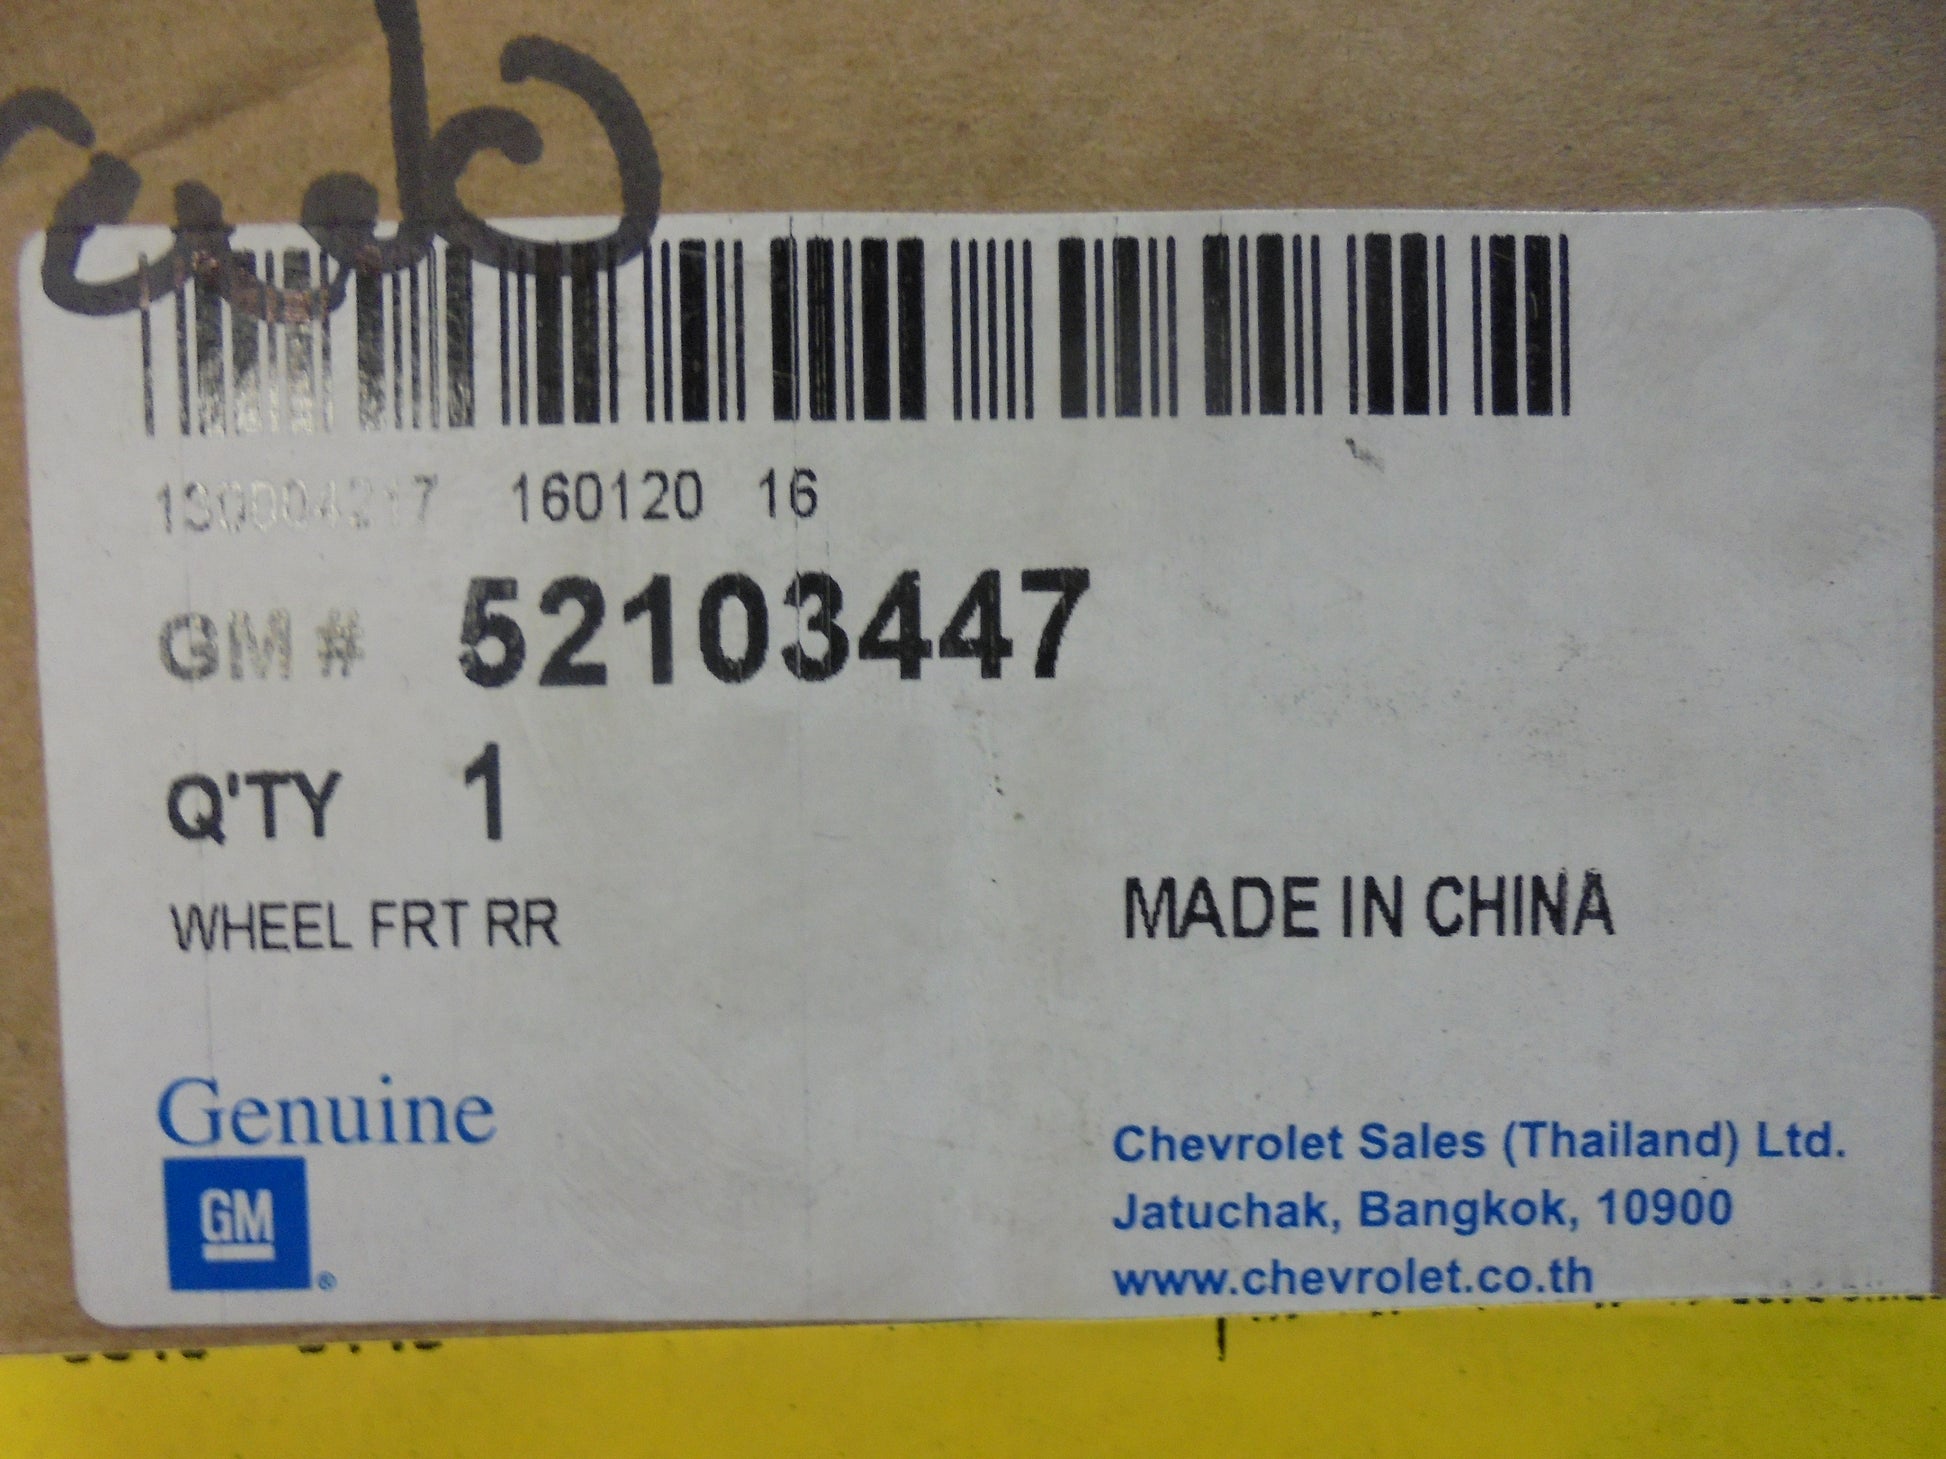 130004217 160120 16
GM # 52103447
Q'TY 1
WHEEL FRT RR
MADE IN CHINA
Genuine
GM ®
Chevrolet Sales (Thailand) Ltd.
Jatuchak, Bangkok, 10900
www.chevrolet.co.th